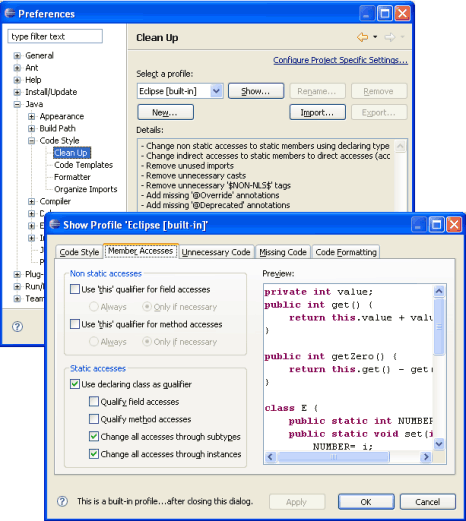 Preferences
type filter text
Clean Up
General
Ant
Help
Install/Update
Java
Appearance
Build Path
Code Style
Clean Up
Code Templates
Formatter
Organize Imports
Compiler
Plug-
Run/
Team
Configure Project Specific Settings...
Select a profile:
Eclipse [built-in]
Show...
Rename...
Remove
New...
Import...
Export...
Details:
- Change non static accesses to static members using declaring type
- Change indirect accesses to static members to direct accesses (acc
- Remove unused imports
- Remove unnecessary casts
- Remove unnecessary '$NON-NLS$' tags
- Add missing '@Override' annotations
- Add missing '@Deprecated' annotations
Show Profile 'Eclipse [built-in]'
Code Style Member Accesses Unnecessary Code Missing Code Code Formatting
Non static accesses
Use 'this' qualifier for field accesses
Always Only if necessary
Use 'this' qualifier for method accesses
Always Only if necessary
Static accesses
Use declaring class as qualifier
Qualify field accesses
Qualify method accesses
Change all accesses through subtypes
Change all accesses through instances
Preview:
private int value;
public int get() {
return this.value + valu
}
public int getZero() {
return this.get() - get(
}
class E {
public static int NUMBER
public static void set(i
NUMBER= i;
This is a built-in profile...after closing this dialog.
Apply
OK
Cancel